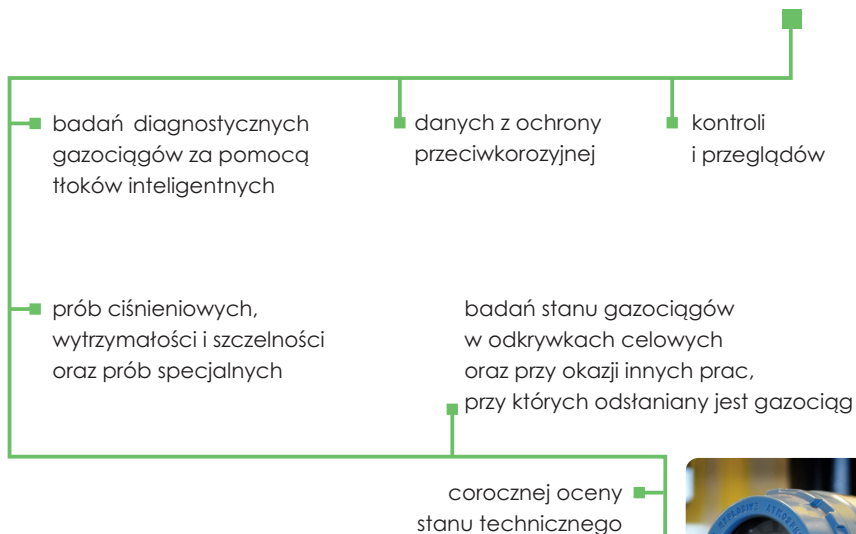 badań diagnostycznych
gazociągów za pomocą
tłoków inteligentnych
danych z ochrony
przeciwkorozyjnej
kontroli
i przeglądów
prób ciśnieniowych,
wytrzymałości i szczelności
oraz prób specjalnych
badań stanu gazociągów
w odkrywkach celowych
oraz przy okazji innych prac,
przy których odsłaniany jest gazociąg
corocznej oceny
stanu technicznego